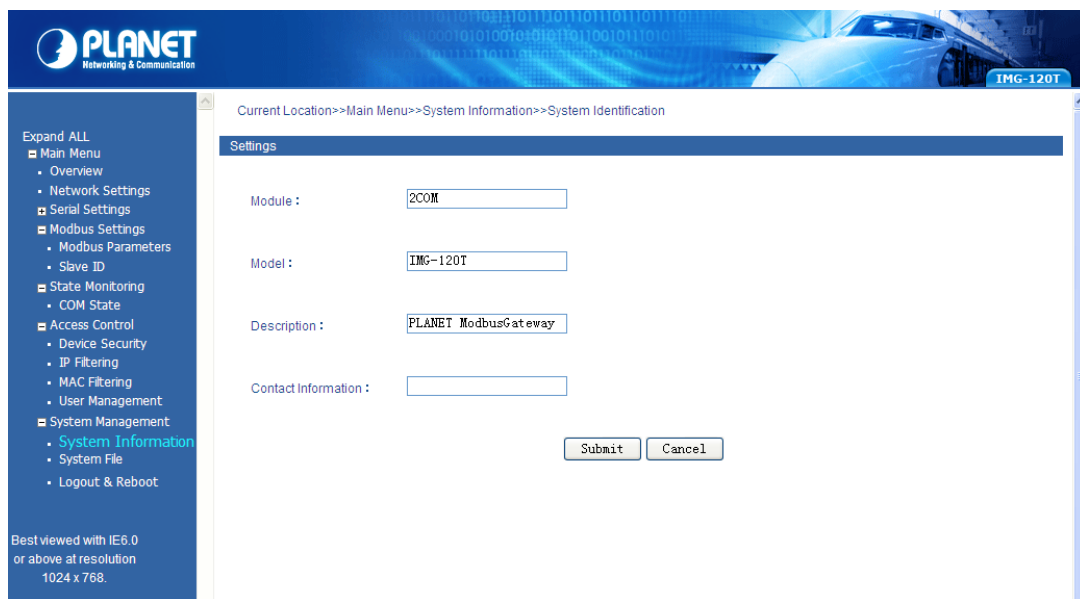 PLANET
Networking & Communication
IMG-120T
Current Location>>Main Menu>>System Information>>System Identification
Expand ALL
Main Menu
Overview
Network Settings
Serial Settings
Modbus Settings
Modbus Parameters
Slave ID
State Monitoring
COM State
Access Control
Device Security
IP Filtering
MAC Filtering
User Management
System Management
System Information
System File
Logout & Reboot
Best viewed with IE6.0
or above at resolution
1024 x 768.
Settings
Module : 2COM
Model : IMG-120T
Description : PLANET ModbusGateway
Contact Information :
Submit Cancel